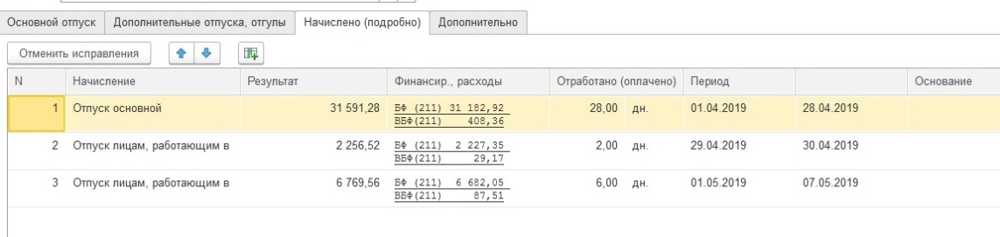 Основной отпуск Дополнительные отпуска, отгулы Начислено (подробно) Дополнительно
Отменить исправления
N Начисление Результат Финансир., расходы Отработано (оплачено) Период Основание
1 Отпуск основной 31 591,28 БФ (211) 31 182,92 28,00 дн. 01.04.2019 28.04.2019
ВБФ(211) 408,36
2 Отпуск лицам, работающим в 2 256,52 БФ (211) 2 227,35 2,00 дн. 29.04.2019 30.04.2019
ВБФ(211) 29,17
3 Отпуск лицам, работающим в 6 769,56 БФ (211) 6 682,05 6,00 дн. 01.05.2019 07.05.2019
ВБФ(211) 87,51